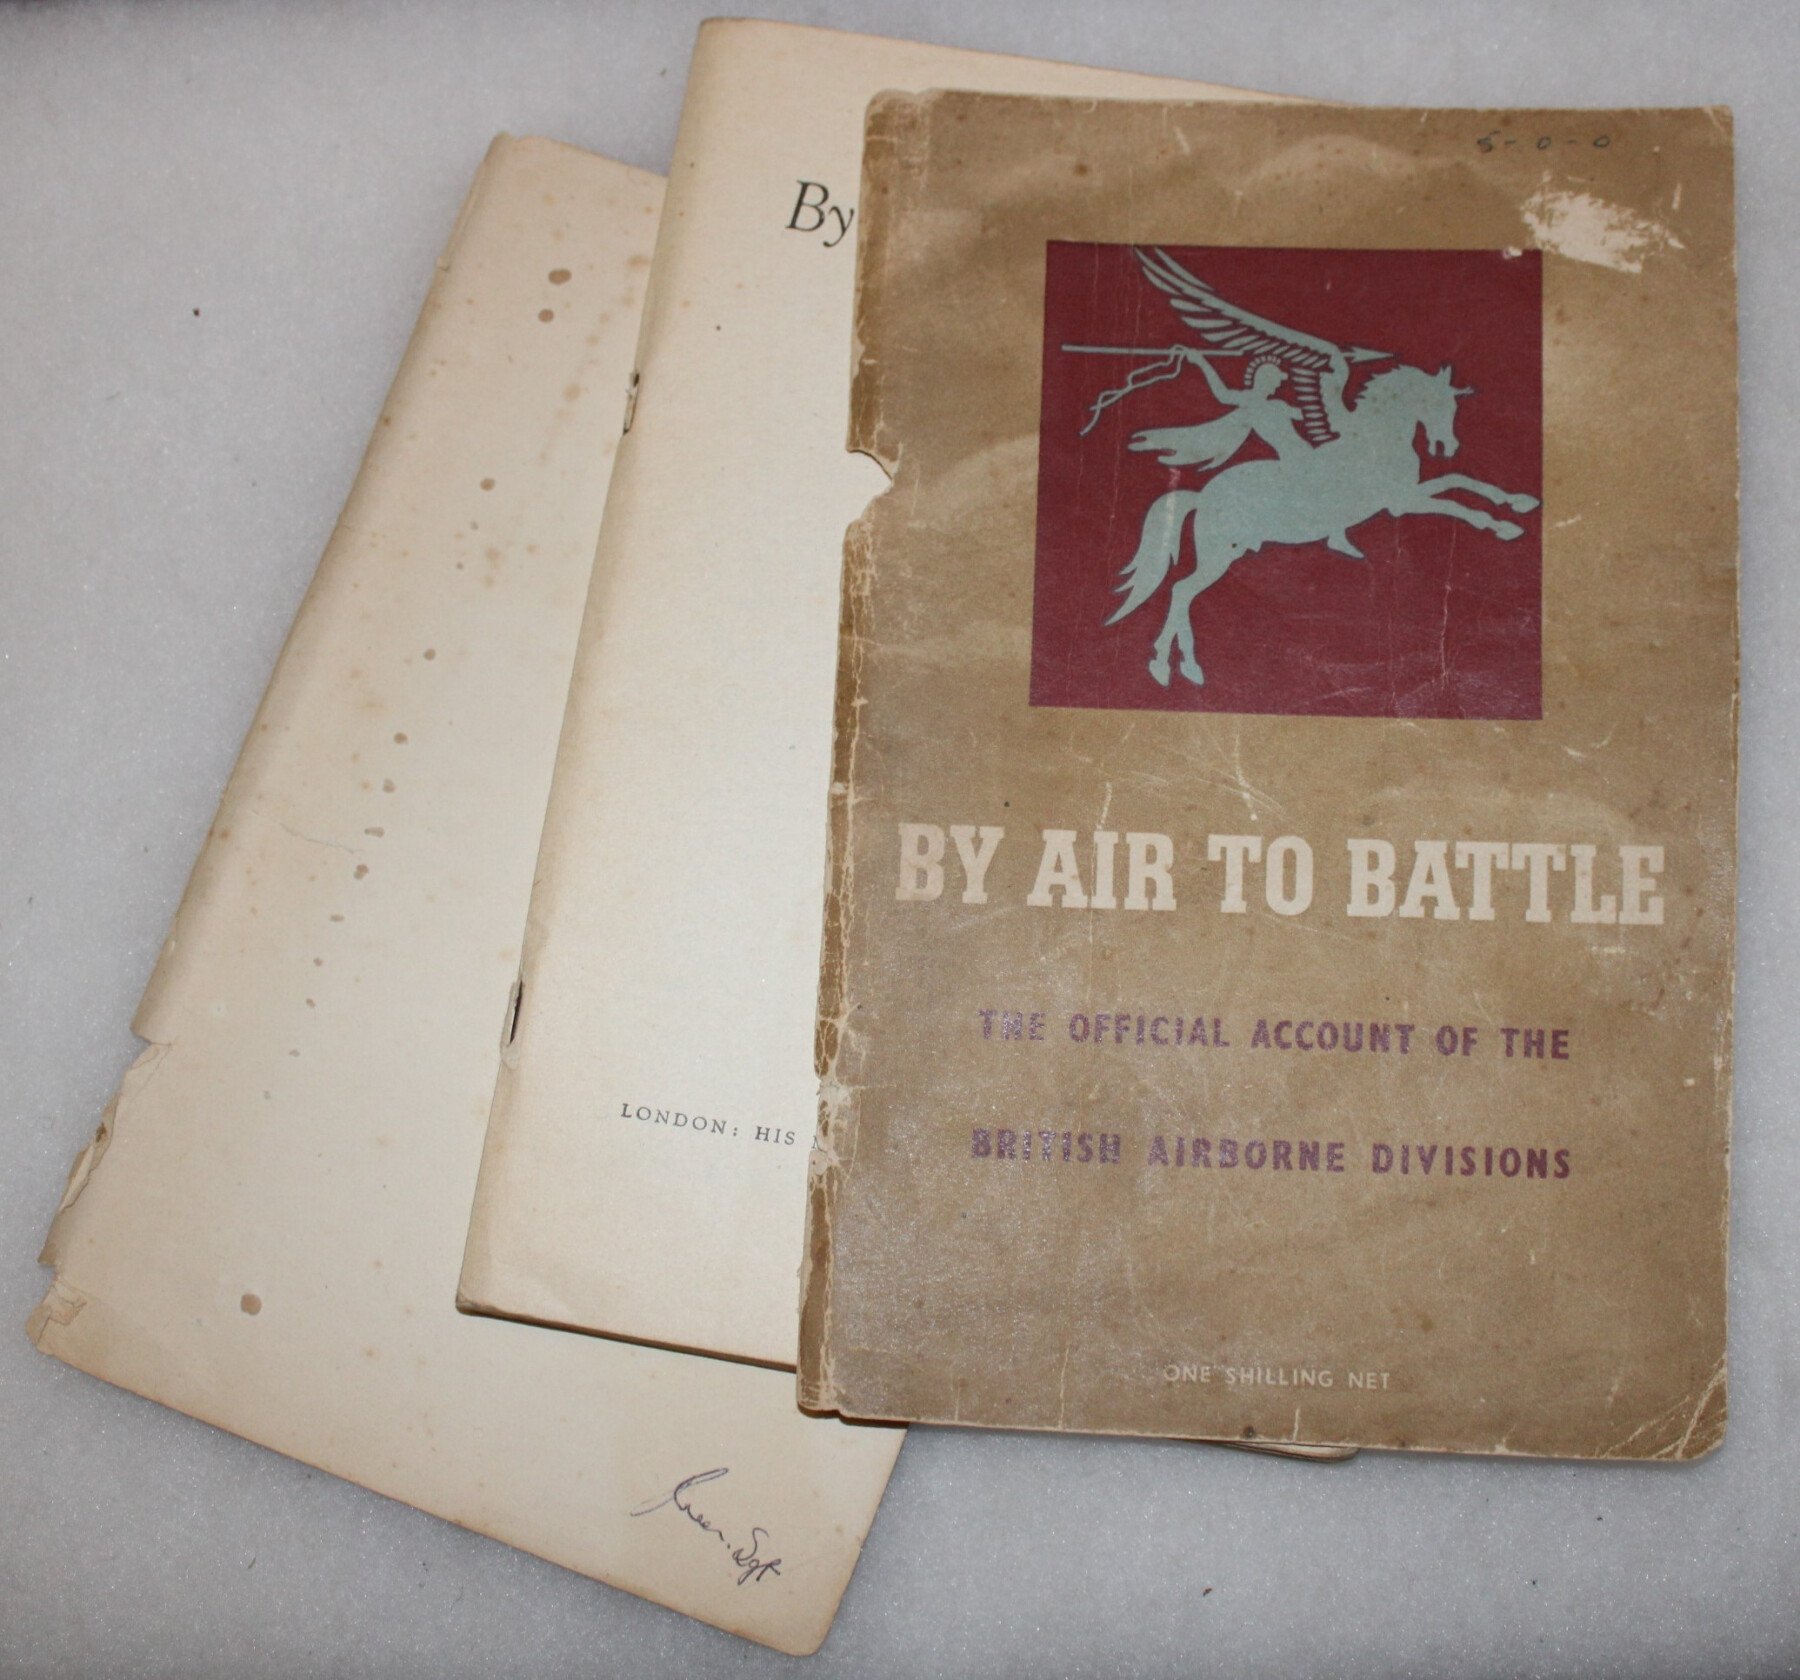 5-0-0
BY AIR TO BATTLE
THE OFFICIAL ACCOUNT OF THE
BRITISH AIRBORNE DIVISIONS
ONE SHILLING NET
By
LONDON: HIS
Sgt